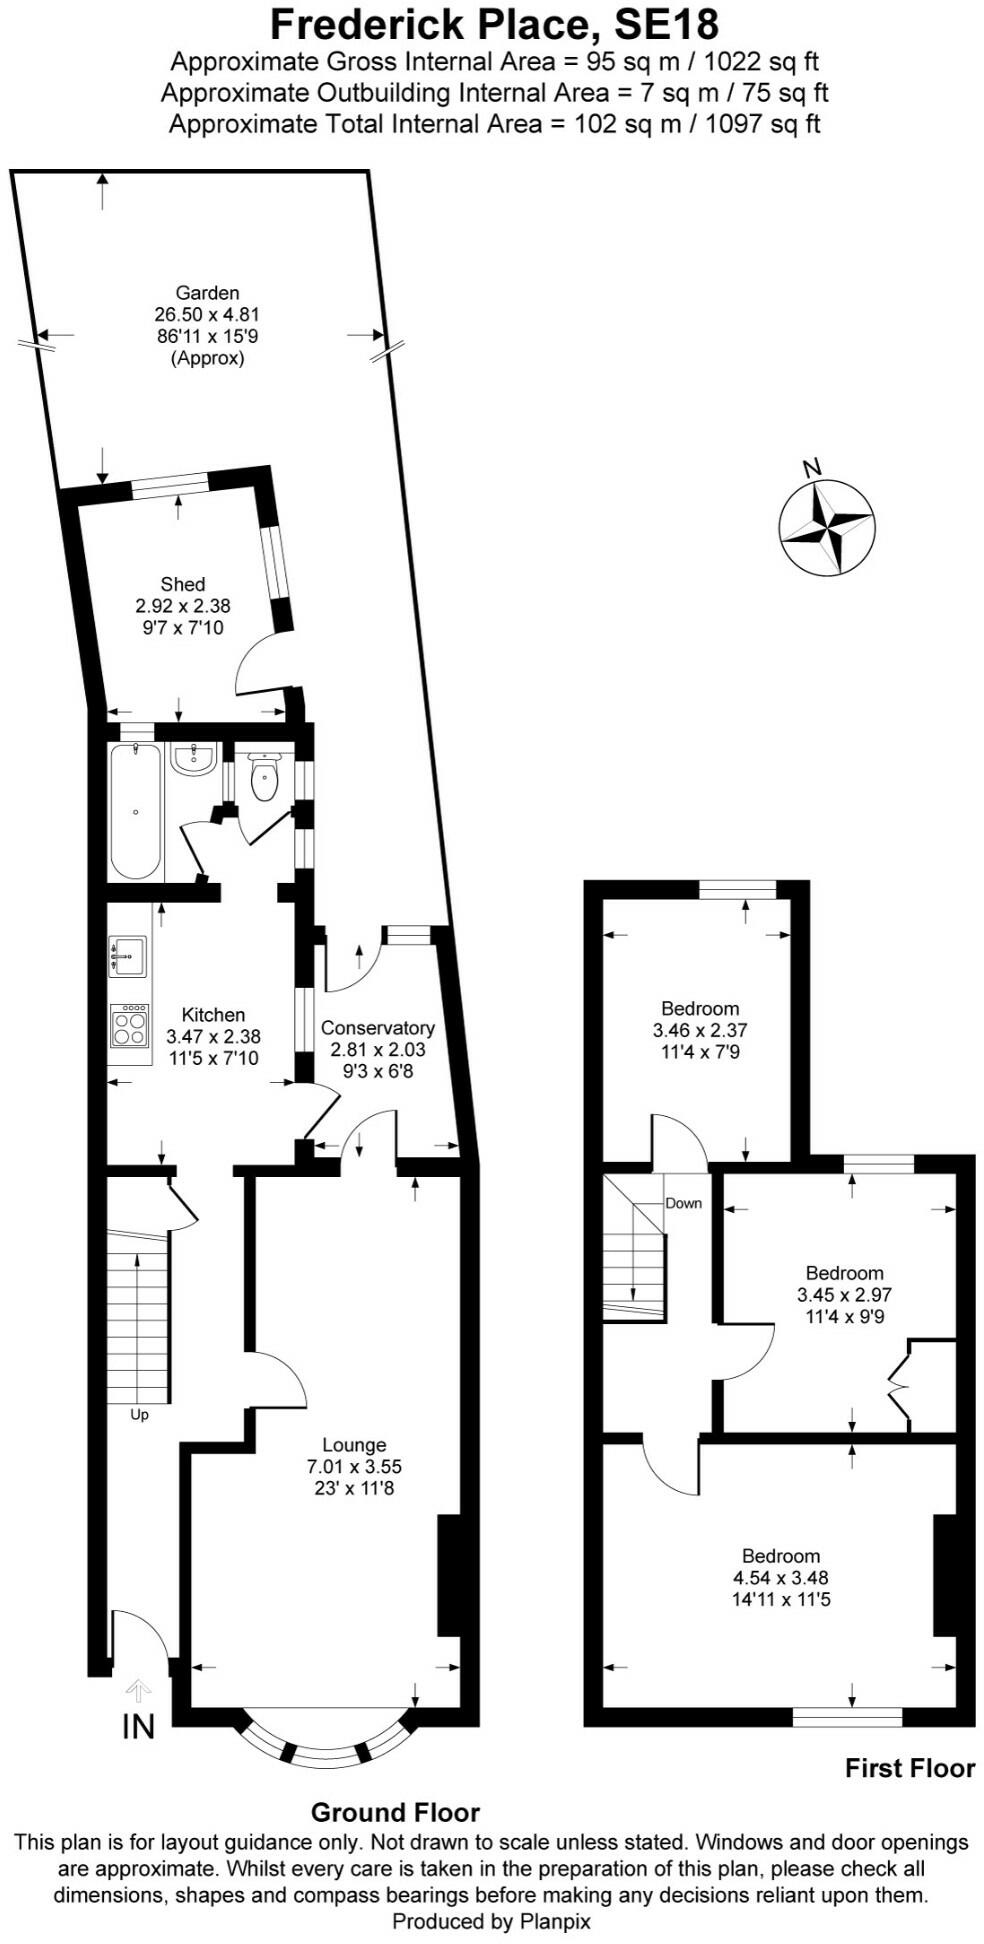 Frederick Place, SE18
Approximate Gross Internal Area = 95 sq m / 1022 sq ft
Approximate Outbuilding Internal Area = 7 sq m / 75 sq ft
Approximate Total Internal Area = 102 sq m / 1097 sq ft
Garden
26.50 x 4.81
86'11 x 15'9
(Approx)
N
Shed
2.92 x 2.38
9'7 x 7'10
Kitchen
3.47 x 2.38
11'5 x 7'10
Conservatory
2.81 x 2.03
9'3 x 6'8
Bedroom
3.46 x 2.37
11'4 x 7'9
Down
Bedroom
3.45 x 2.97
11'4 x 9'9
Up
Lounge
7.01 x 3.55
23' x 11'8
Bedroom
4.54 x 3.48
14'11 x 11'5
IN
First Floor
Ground Floor
This plan is for layout guidance only. Not drawn to scale unless stated. Windows and door openings
are approximate. Whilst every care is taken in the preparation of this plan, please check all
dimensions, shapes and compass bearings before making any decisions reliant upon them.
Produced by Planpix